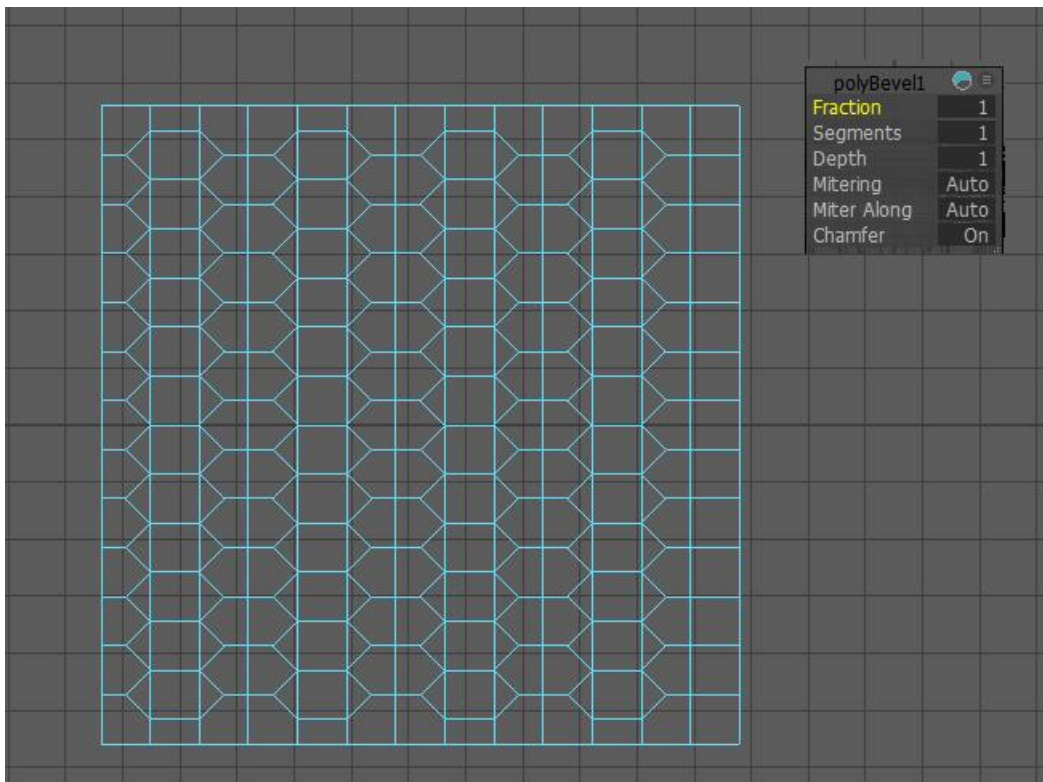 polyBevel1
Fraction 1
Segments 1
Depth 1
Mitering Auto
Miter Along Auto
Chamfer On